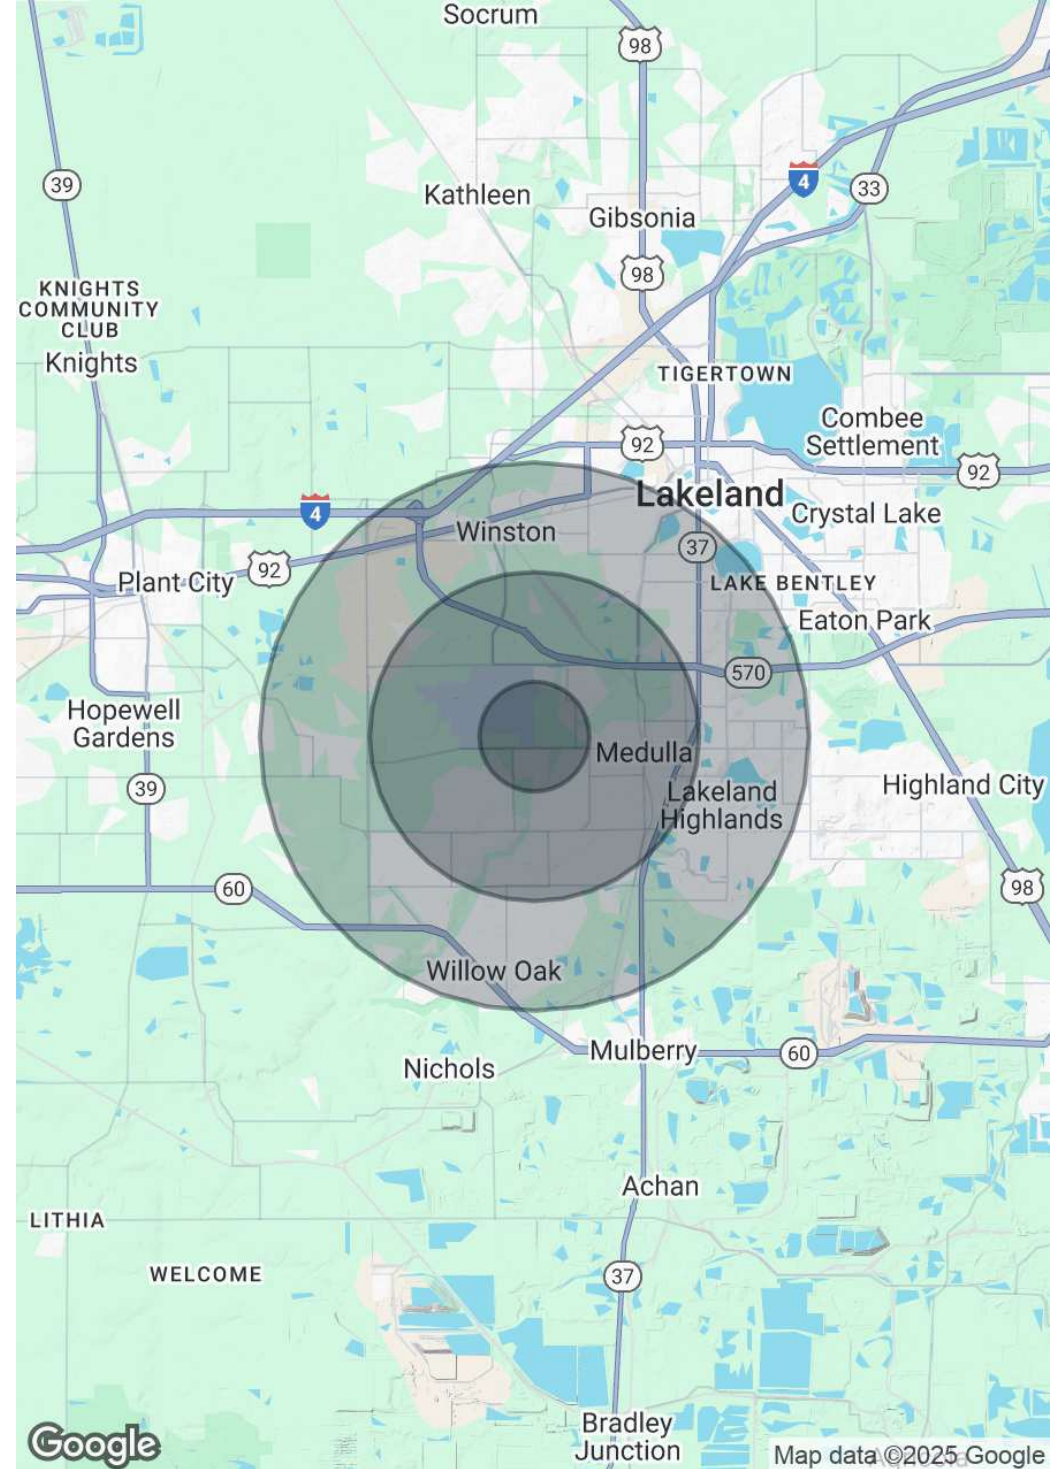 Socrum
98
39
Kathleen
4
33
Gibsonia
98
KNIGHTS
COMMUNITY
CLUB
Knights
TIGERTOWN
Combee
Settlement
92
92
Lakeland
4
Crystal Lake
Winston
37
92
Plant City
LAKE BENTLEY
Eaton Park
570
Hopewell
Gardens
Medulla
39
Lakeland
Highlands
Highland City
60
98
Willow Oak
Mulberry
60
Nichols
Achan
LITHIA
WELCOME
37
Bradley
Junction
Google
Map data ©2025 Google